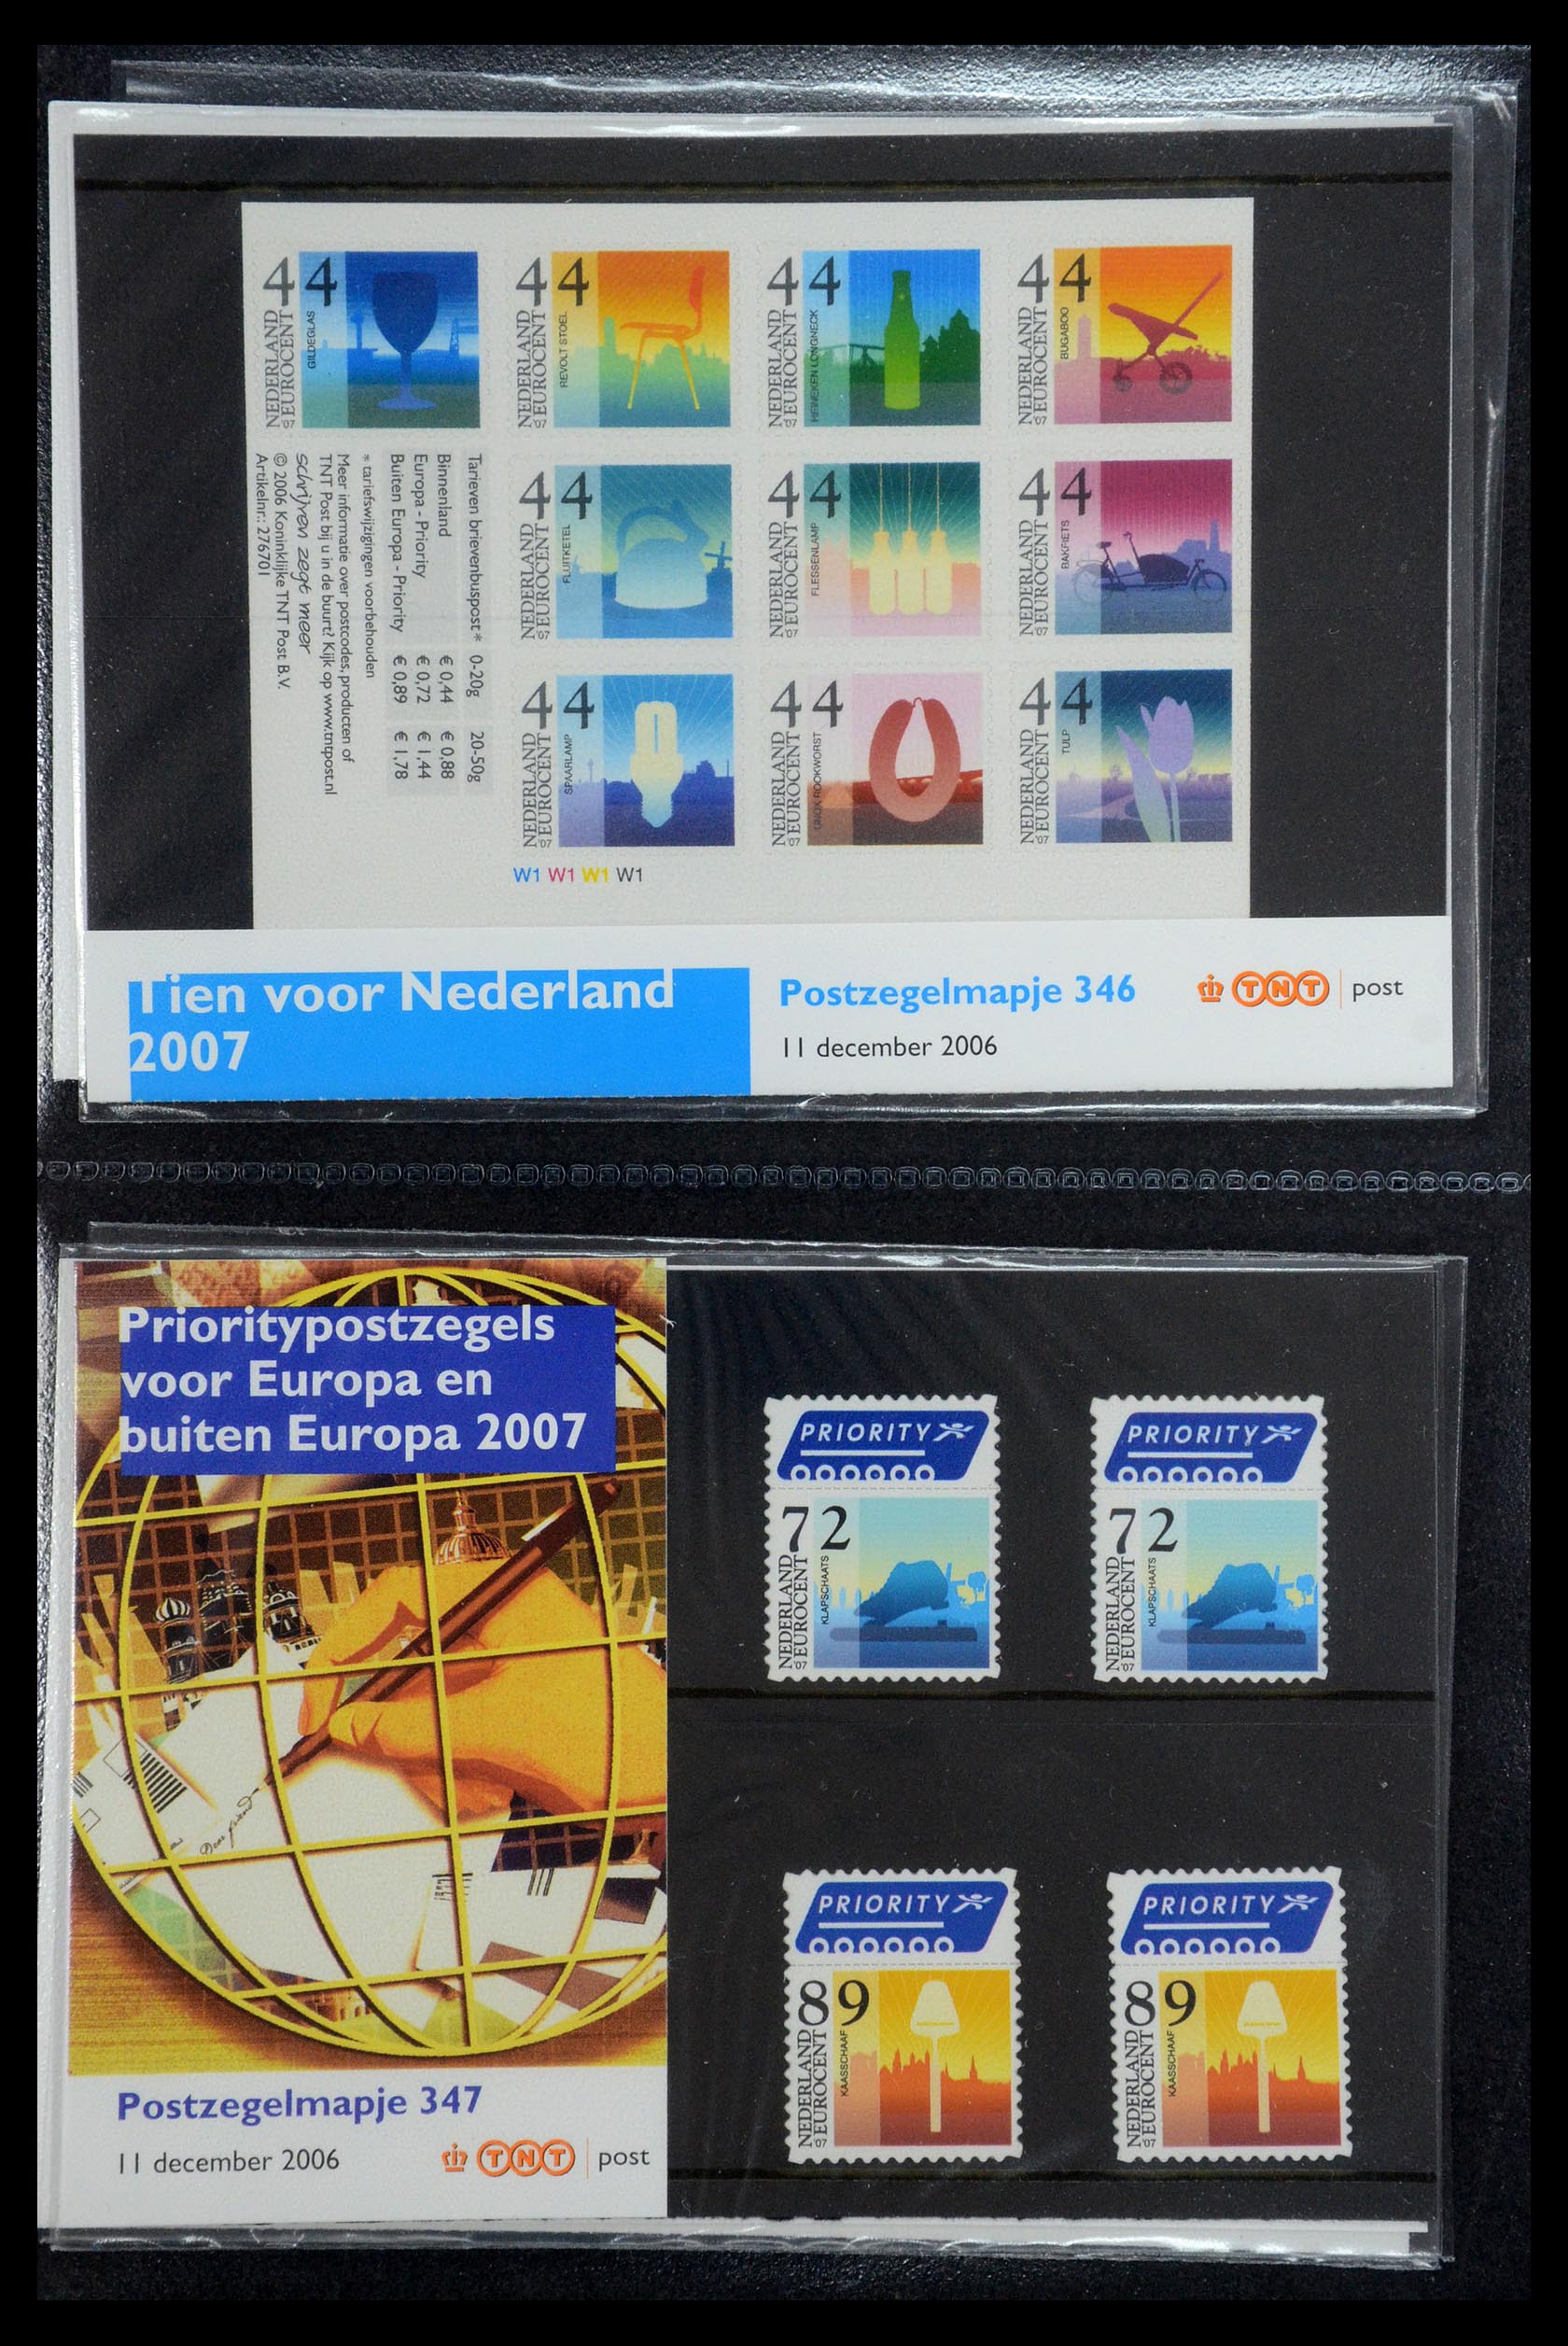 44
NEDERLAND
EUROCENT
'07
GILDEGLAS
44
NEDERLAND
EUROCENT
'07
REVOLT STOEL
44
NEDERLAND
EUROCENT
'07
HEINEKEN LONGNECK
44
NEDERLAND
EUROCENT
'07
BUGABOO
44
NEDERLAND
EUROCENT
'07
FLUITKETEL
44
NEDERLAND
EUROCENT
'07
FLESSENLAMP
44
NEDERLAND
EUROCENT
'07
BAKFIETS
44
NEDERLAND
EUROCENT
'07
SPAARLAMP
44
NEDERLAND
EUROCENT
'07
UNOX ROOKWORST
44
NEDERLAND
EUROCENT
'07
TULP
Tarieven brievenbuspost* 0-20g 20-50g
Binnenland € 0,44 € 0,88
Europa - Priority € 0,72 € 1,44
Buiten Europa - Priority € 0,89 € 1,78
* tariefswijzigingen voorbehouden
Meer informatie over postcodes, producten of
TNT Post bij u in de buurt? Kijk op www.tntpost.nl
schrijven zegt meer
© 2006 Koninklijke TNT Post B.V.
Artikelnr.: 276701
W1 W1 W1 W1
Tien voor Nederland
2007
Postzegelmapje 346
11 december 2006
TNT post
Prioritypostzegels
voor Europa en
buiten Europa 2007
Dear friend
Postzegelmapje 347
11 december 2006
TNT post
PRIORITY
72
NEDERLAND
EUROCENT
'07
KLAPSCHAATS
PRIORITY
72
NEDERLAND
EUROCENT
'07
KLAPSCHAATS
PRIORITY
89
NEDERLAND
EUROCENT
'07
KAASSCHAAF
PRIORITY
89
NEDERLAND
EUROCENT
'07
KAASSCHAAF